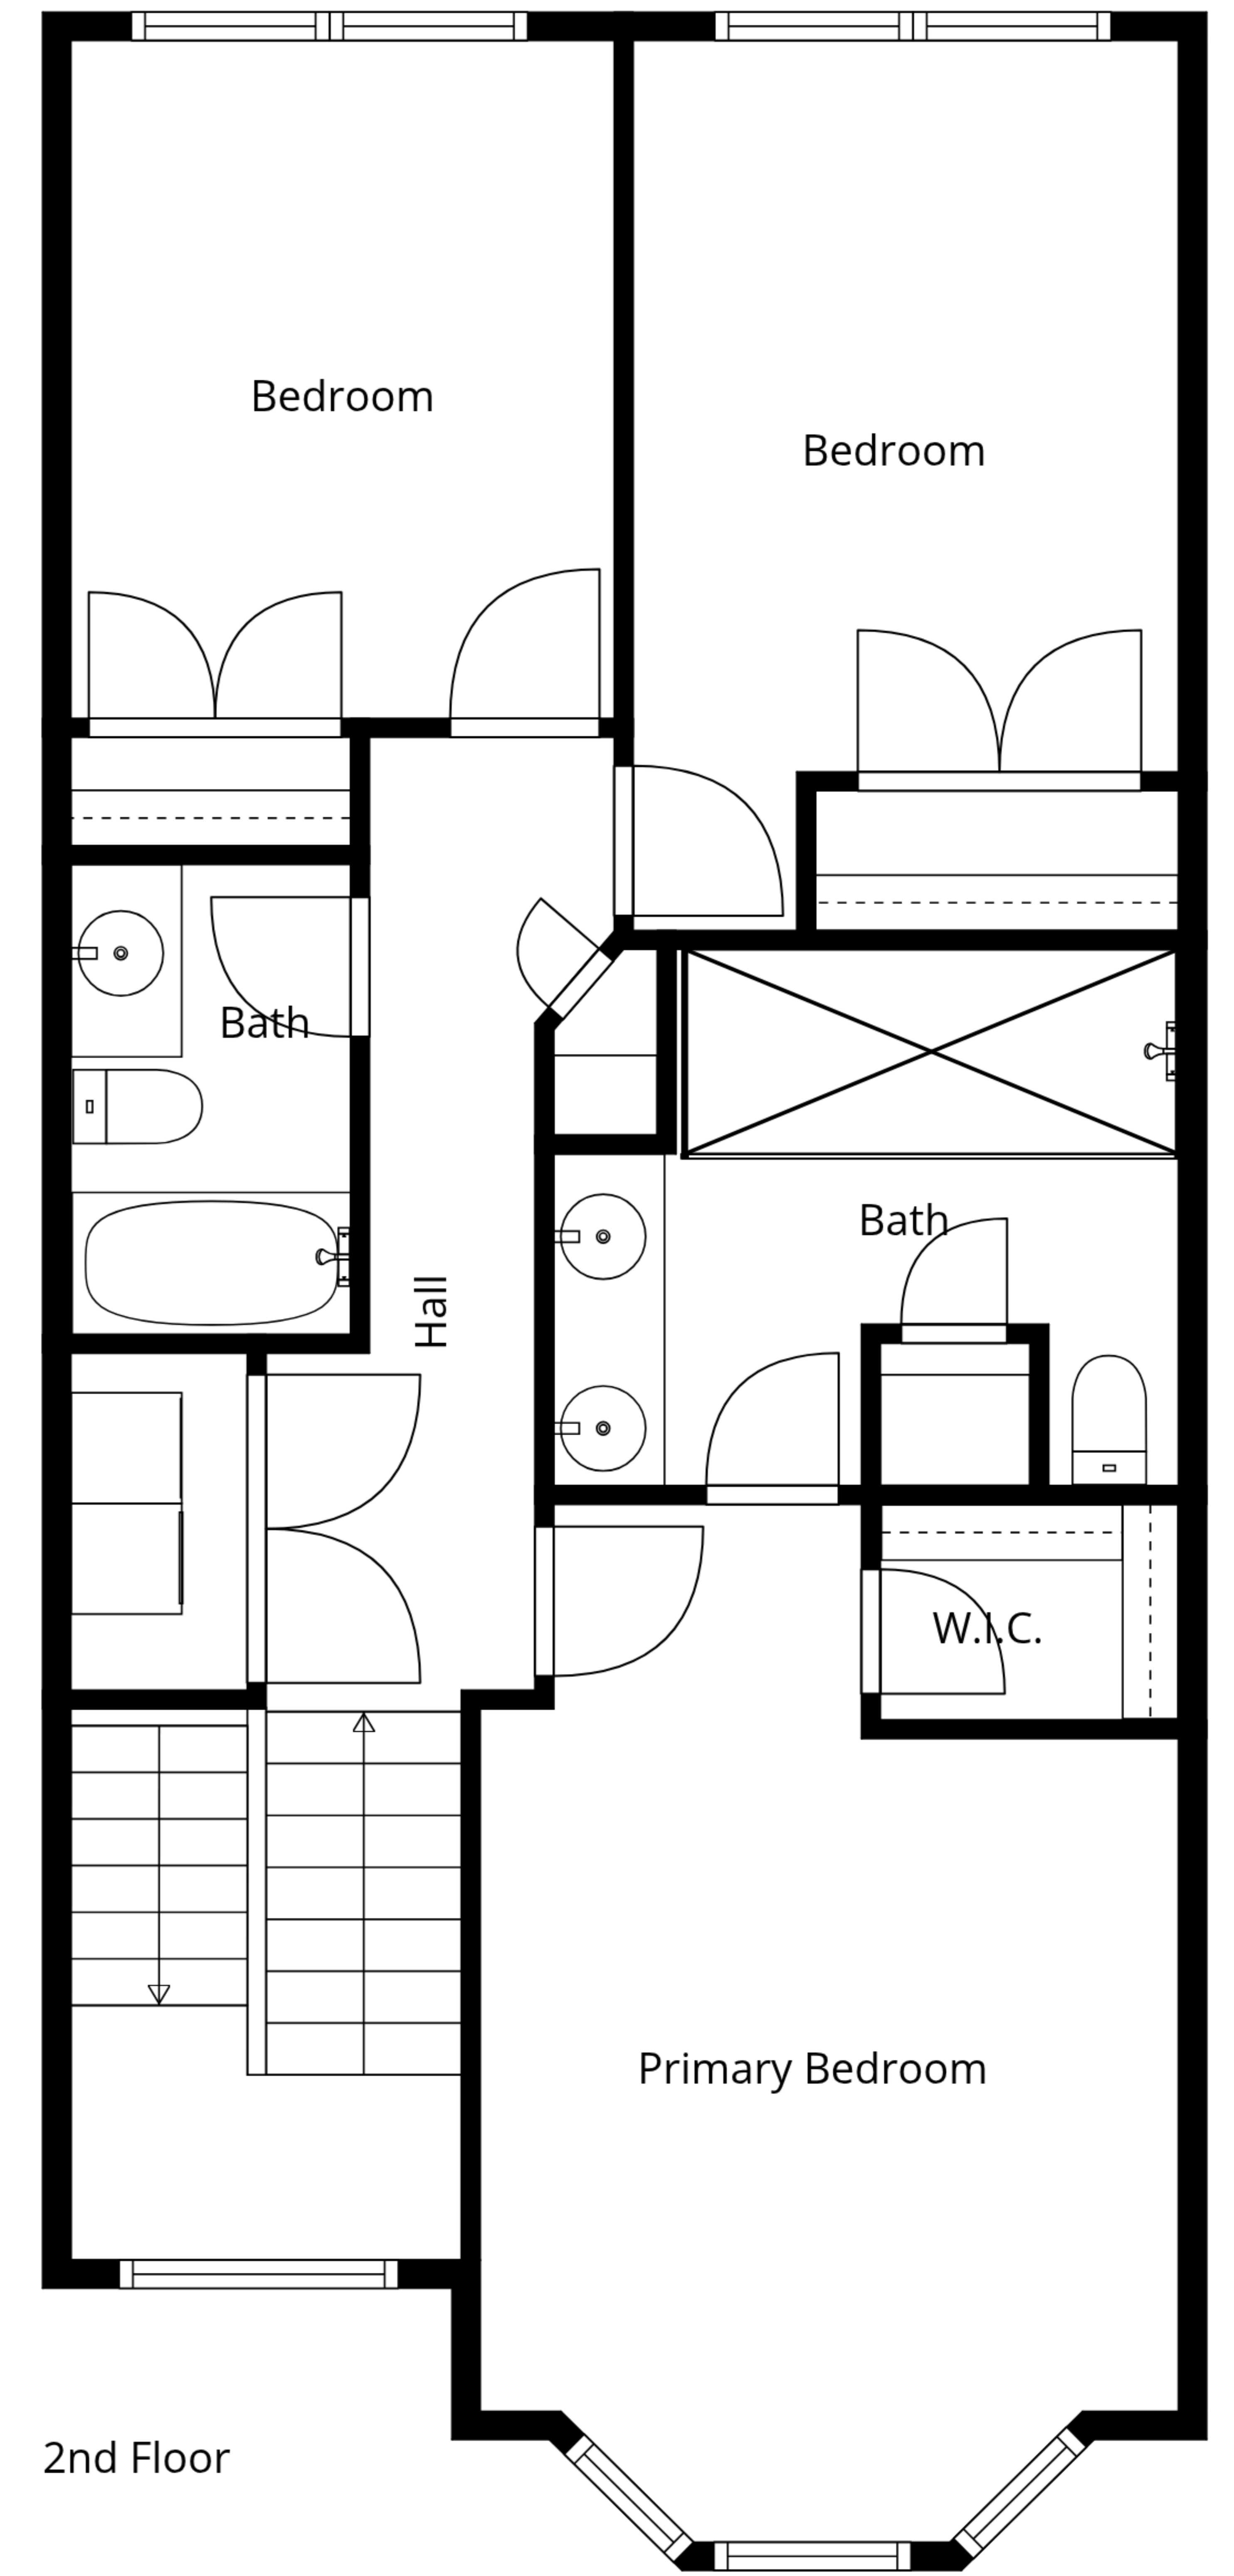 Bedroom
Bedroom
Bath
Bath
Hall
W.I.C.
Primary Bedroom
2nd Floor